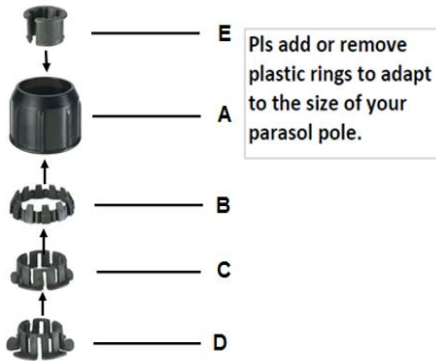 E
Pls add or remove
plastic rings to adapt
to the size of your
parasol pole.
A
B
C
D